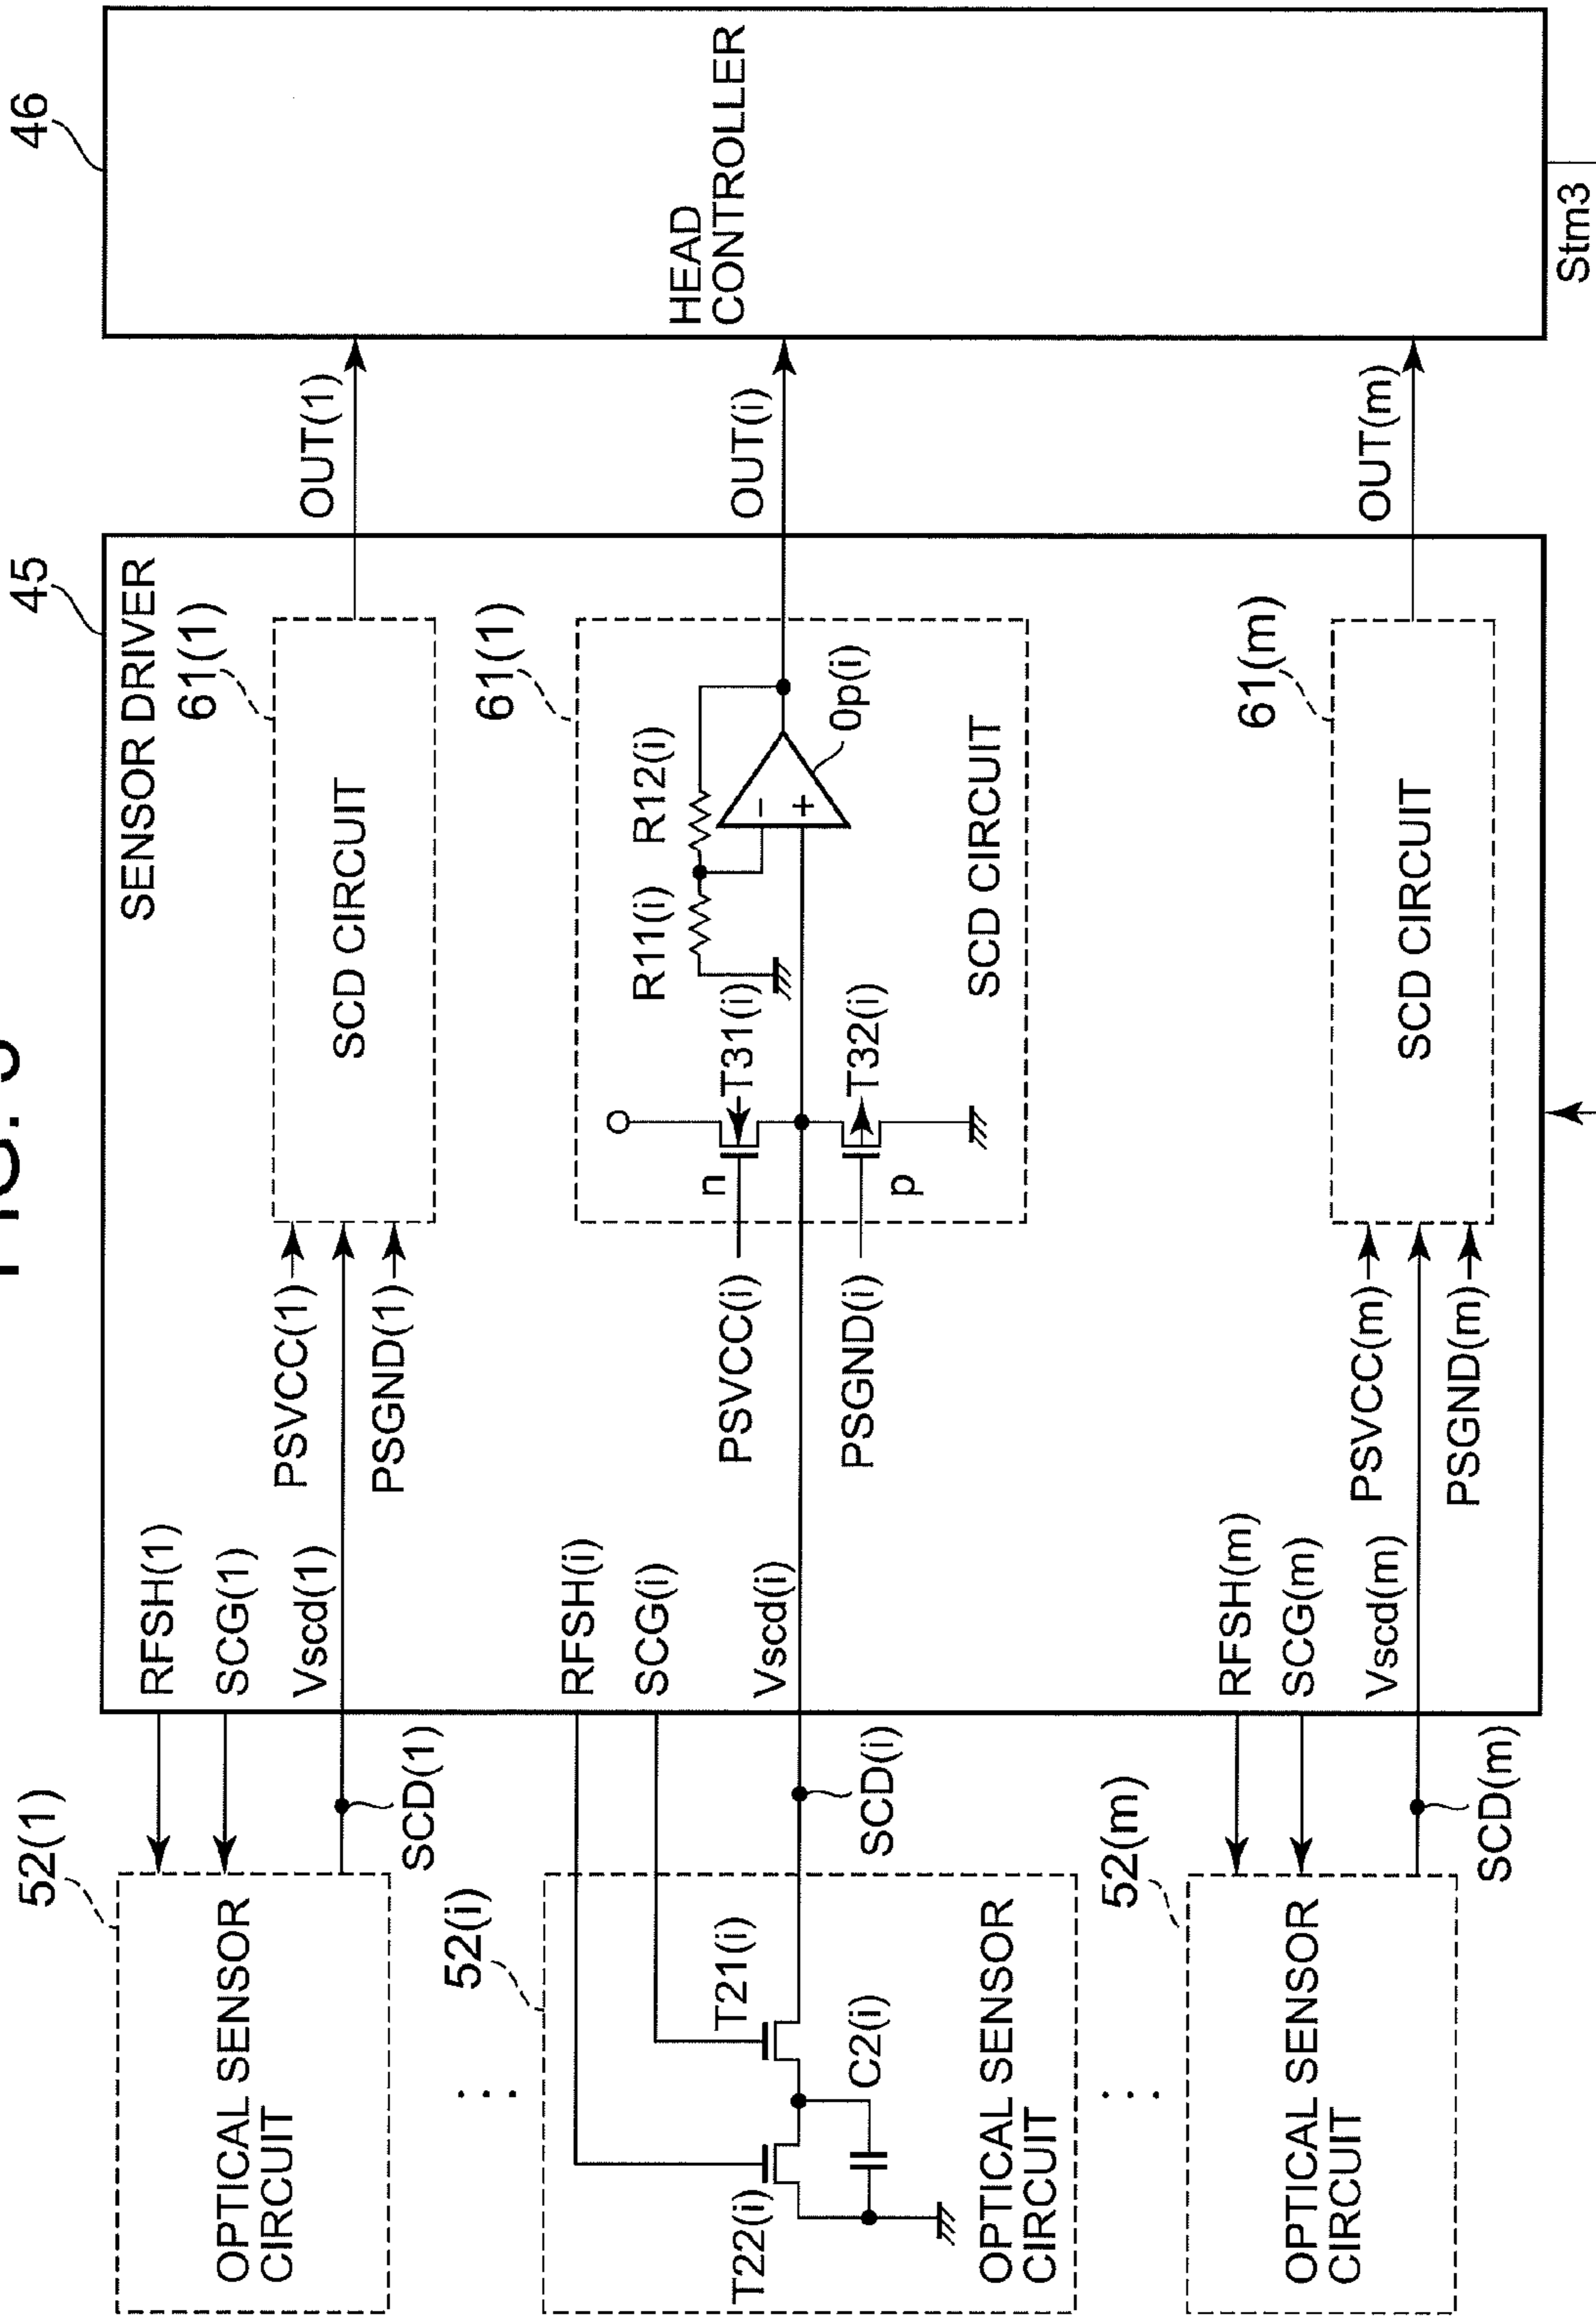 FIG.
52(1)
OPTICAL SENSOR
CIRCUIT
RFSH(1)
SCG(1)
Vscd(1)
SCD(1)
45
SENSOR DRIVER
61(1)
PSVCC(1)
PSGND(1)
SCD CIRCUIT
OUT(1)
46
HEAD
CONTROLLER
⋮
52(i)
T22(i)
T21(i)
C2(i)
OPTICAL SENSOR
CIRCUIT
RFSH(i)
SCG(i)
Vscd(i)
SCD(i)
61(1)
PSVCC(i)
PSGND(i)
n
p
T31(i)
T32(i)
R11(i)
R12(i)
−
+
0p(i)
SCD CIRCUIT
OUT(i)
⋮
52(m)
OPTICAL SENSOR
CIRCUIT
RFSH(m)
SCG(m)
Vscd(m)
SCD(m)
61(m)
PSVCC(m)
PSGND(m)
SCD CIRCUIT
OUT(m)
Stm3